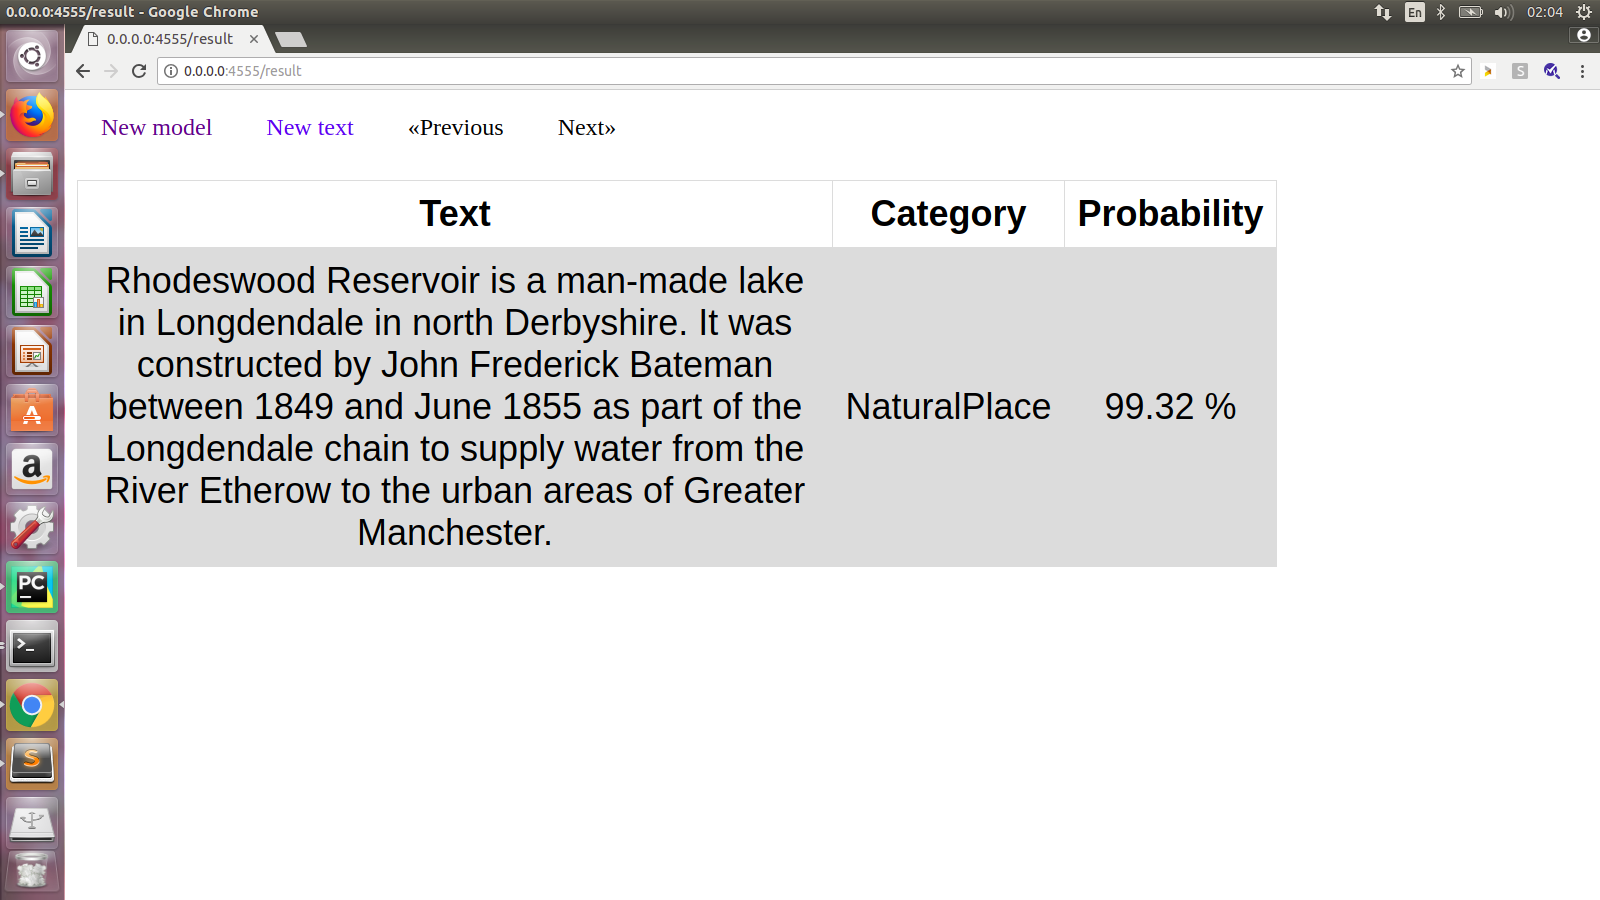 0.0.0.0:4555/result - Google Chrome
En
02:04
0.0.0.0:4555/result
0.0.0.0:4555/result
S
New model
New text
«Previous
Next»
Text
Category
Probability
Rhodeswood Reservoir is a man-made lake
in Longdendale in north Derbyshire. It was
constructed by John Frederick Bateman
between 1849 and June 1855 as part of the
Longdendale chain to supply water from the
River Etherow to the urban areas of Greater
Manchester.
NaturalPlace
99.32 %
A
a
PC
>_
S